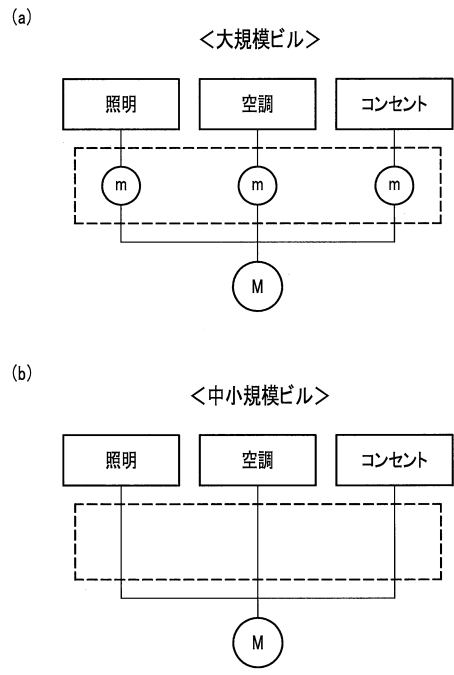 (a)
＜大規模ビル＞
照明 空調 コンセント
m m m
M
(b)
＜中小規模ビル＞
照明 空調 コンセント
M